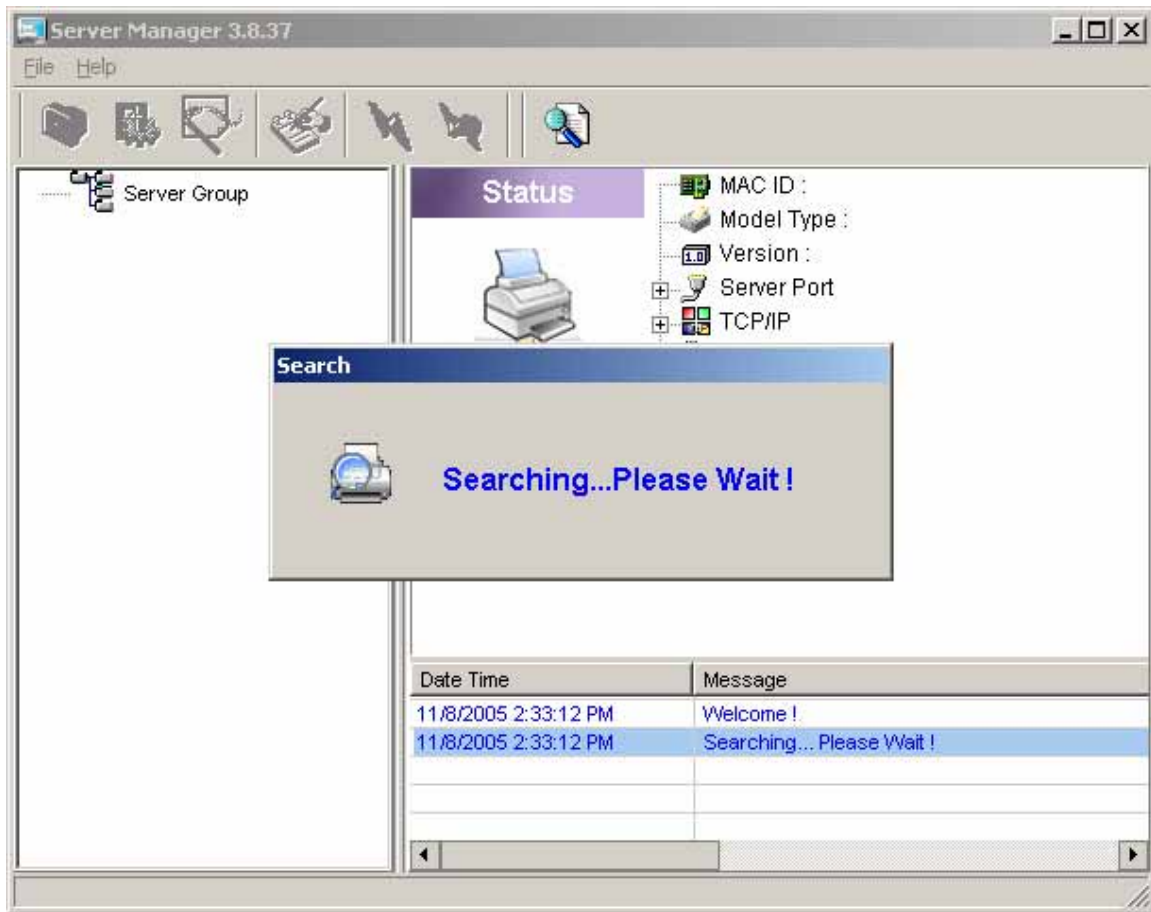 Server Manager 3.8.37
File Help
Server Group
Status
MAC ID :
Model Type :
Version :
1.0
Server Port
TCP/IP
Search
Searching...Please Wait !
Date Time Message
11/8/2005 2:33:12 PM Welcome !
11/8/2005 2:33:12 PM Searching... Please Wait !